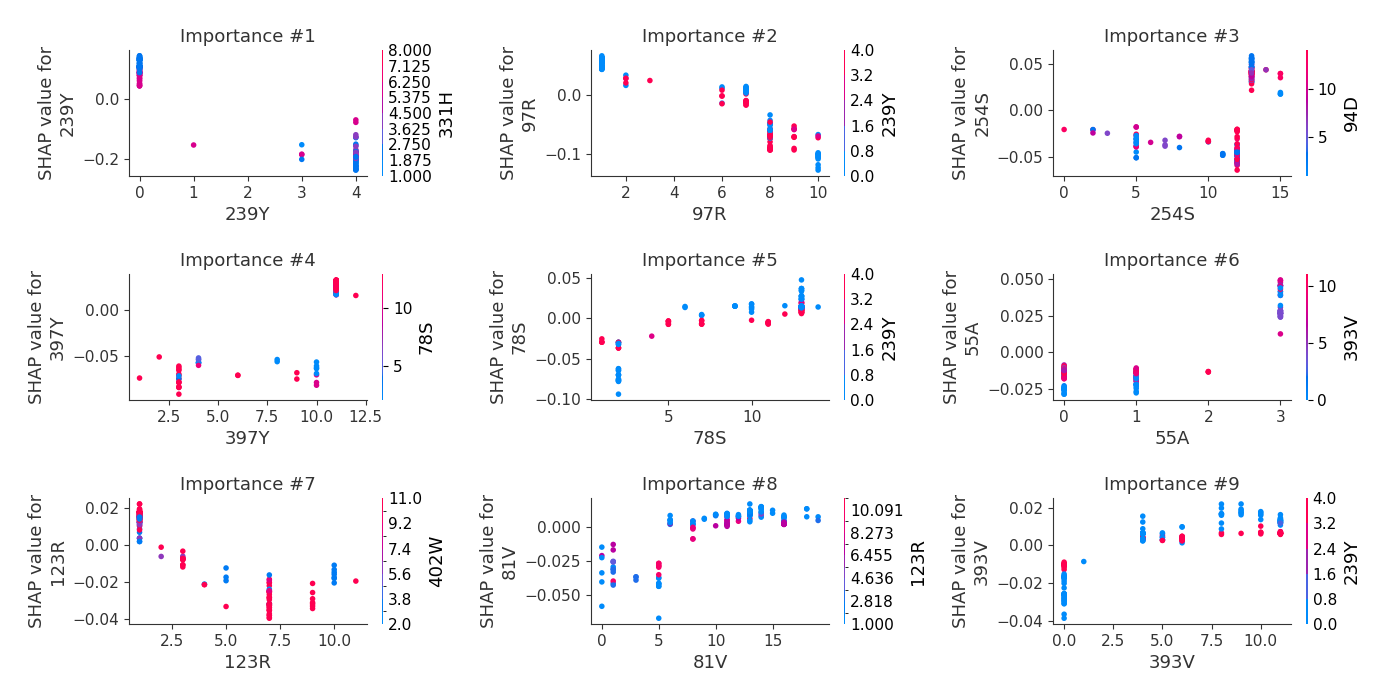 Importance #1
SHAP value for
239Y
0.0
−0.2
0 1 2 3 4
239Y
8.000
7.125
6.250
5.375
4.500
3.625
2.750
1.875
1.000
331H
Importance #2
SHAP value for
97R
0.0
−0.1
2 4 6 8 10
97R
4.0
3.2
2.4
1.6
0.8
0.0
239Y
Importance #3
SHAP value for
254S
0.05
0.00
−0.05
0 5 10 15
254S
10
5
94D
Importance #4
SHAP value for
397Y
0.00
−0.05
2.5 5.0 7.5 10.0 12.5
397Y
10
5
78S
Importance #5
SHAP value for
78S
0.05
0.00
−0.05
−0.10
5 10
78S
4.0
3.2
2.4
1.6
0.8
0.0
239Y
Importance #6
SHAP value for
55A
0.050
0.025
0.000
−0.025
0 1 2 3
55A
10
5
0
393V
Importance #7
SHAP value for
123R
0.02
0.00
−0.02
−0.04
2.5 5.0 7.5 10.0
123R
11.0
9.2
7.4
5.6
3.8
2.0
402W
Importance #8
SHAP value for
81V
0.000
−0.025
−0.050
0 5 10 15
81V
10.091
8.273
6.455
4.636
2.818
1.000
123R
Importance #9
SHAP value for
393V
0.02
0.00
−0.02
−0.04
0.0 2.5 5.0 7.5 10.0
393V
4.0
3.2
2.4
1.6
0.8
0.0
239Y